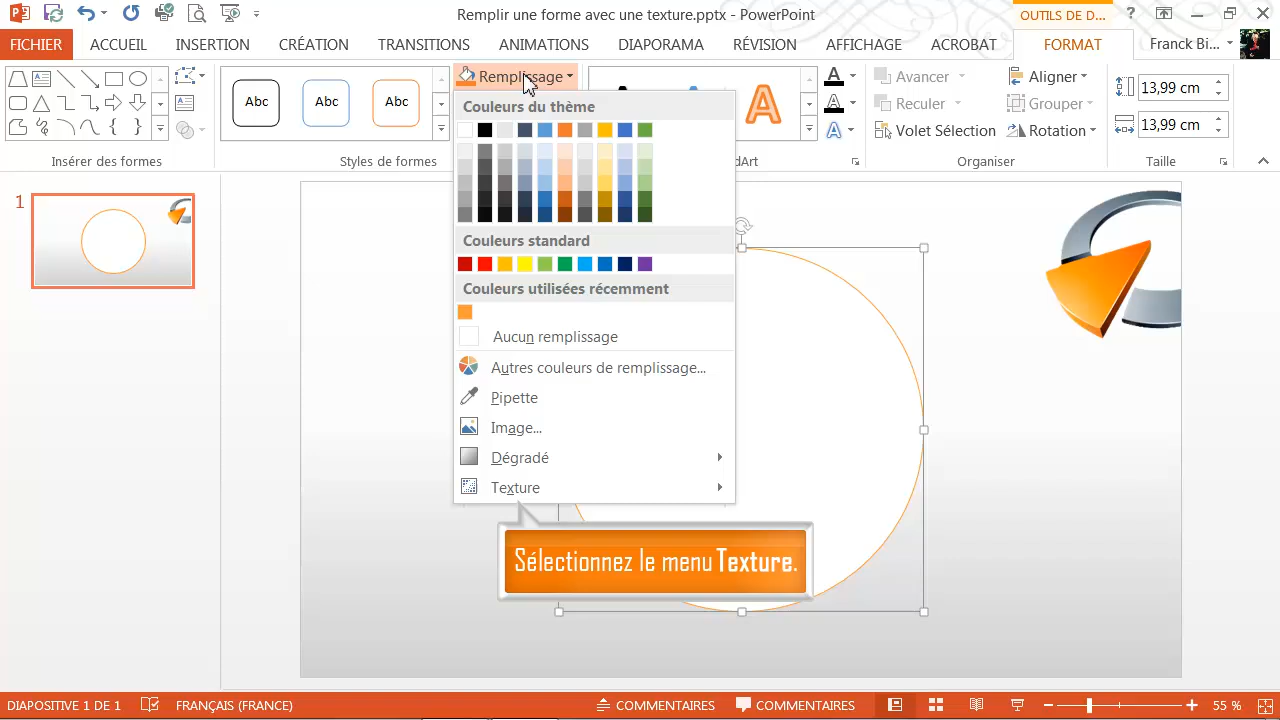 Remplir une forme avec une texture.pptx - PowerPoint
OUTILS DE D...
FICHIER
ACCUEIL
INSERTION
CRÉATION
TRANSITIONS
ANIMATIONS
DIAPORAMA
RÉVISION
AFFICHAGE
ACROBAT
FORMAT
Franck Bi...
Abc
Abc
Abc
Remplissage
Avancer
Reculer
Volet Sélection
Aligner
Grouper
Rotation
13,99 cm
13,99 cm
Insérer des formes
Styles de formes
dArt
Organiser
Taille
Couleurs du thème
Couleurs standard
Couleurs utilisées récemment
Aucun remplissage
Autres couleurs de remplissage...
Pipette
Image...
Dégradé
Texture
Sélectionnez le menu Texture.
1
DIAPOSITIVE 1 DE 1
FRANÇAIS (FRANCE)
COMMENTAIRES
COMMENTAIRES
55 %